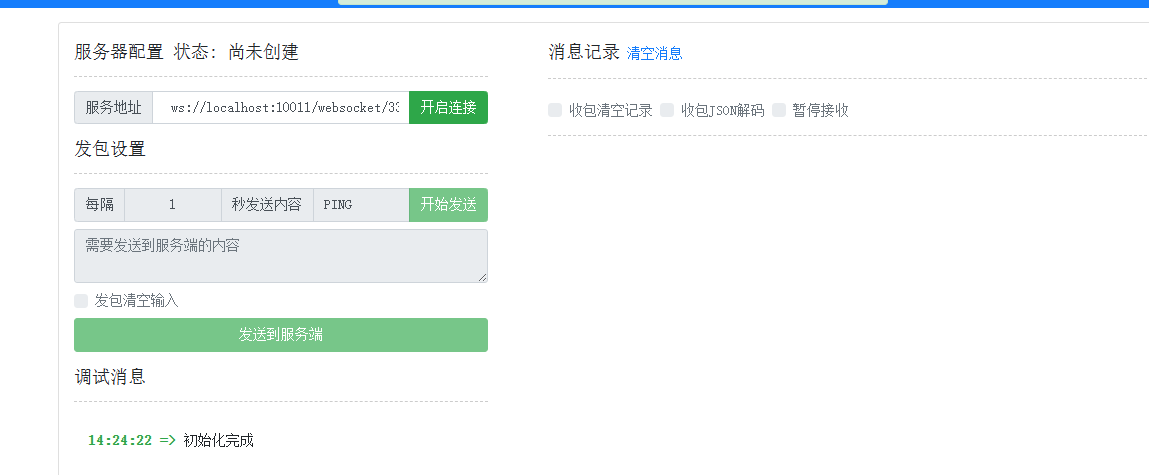 服务器配置 状态: 尚未创建
服务地址 ws://localhost:10011/websocket/33 开启连接
发包设置
每隔 1 秒发送内容 PING 开始发送
需要发送到服务端的内容
发包清空输入
发送到服务端
调试消息
14:24:22 => 初始化完成
消息记录 清空消息
收包清空记录 收包JSON解码 暂停接收